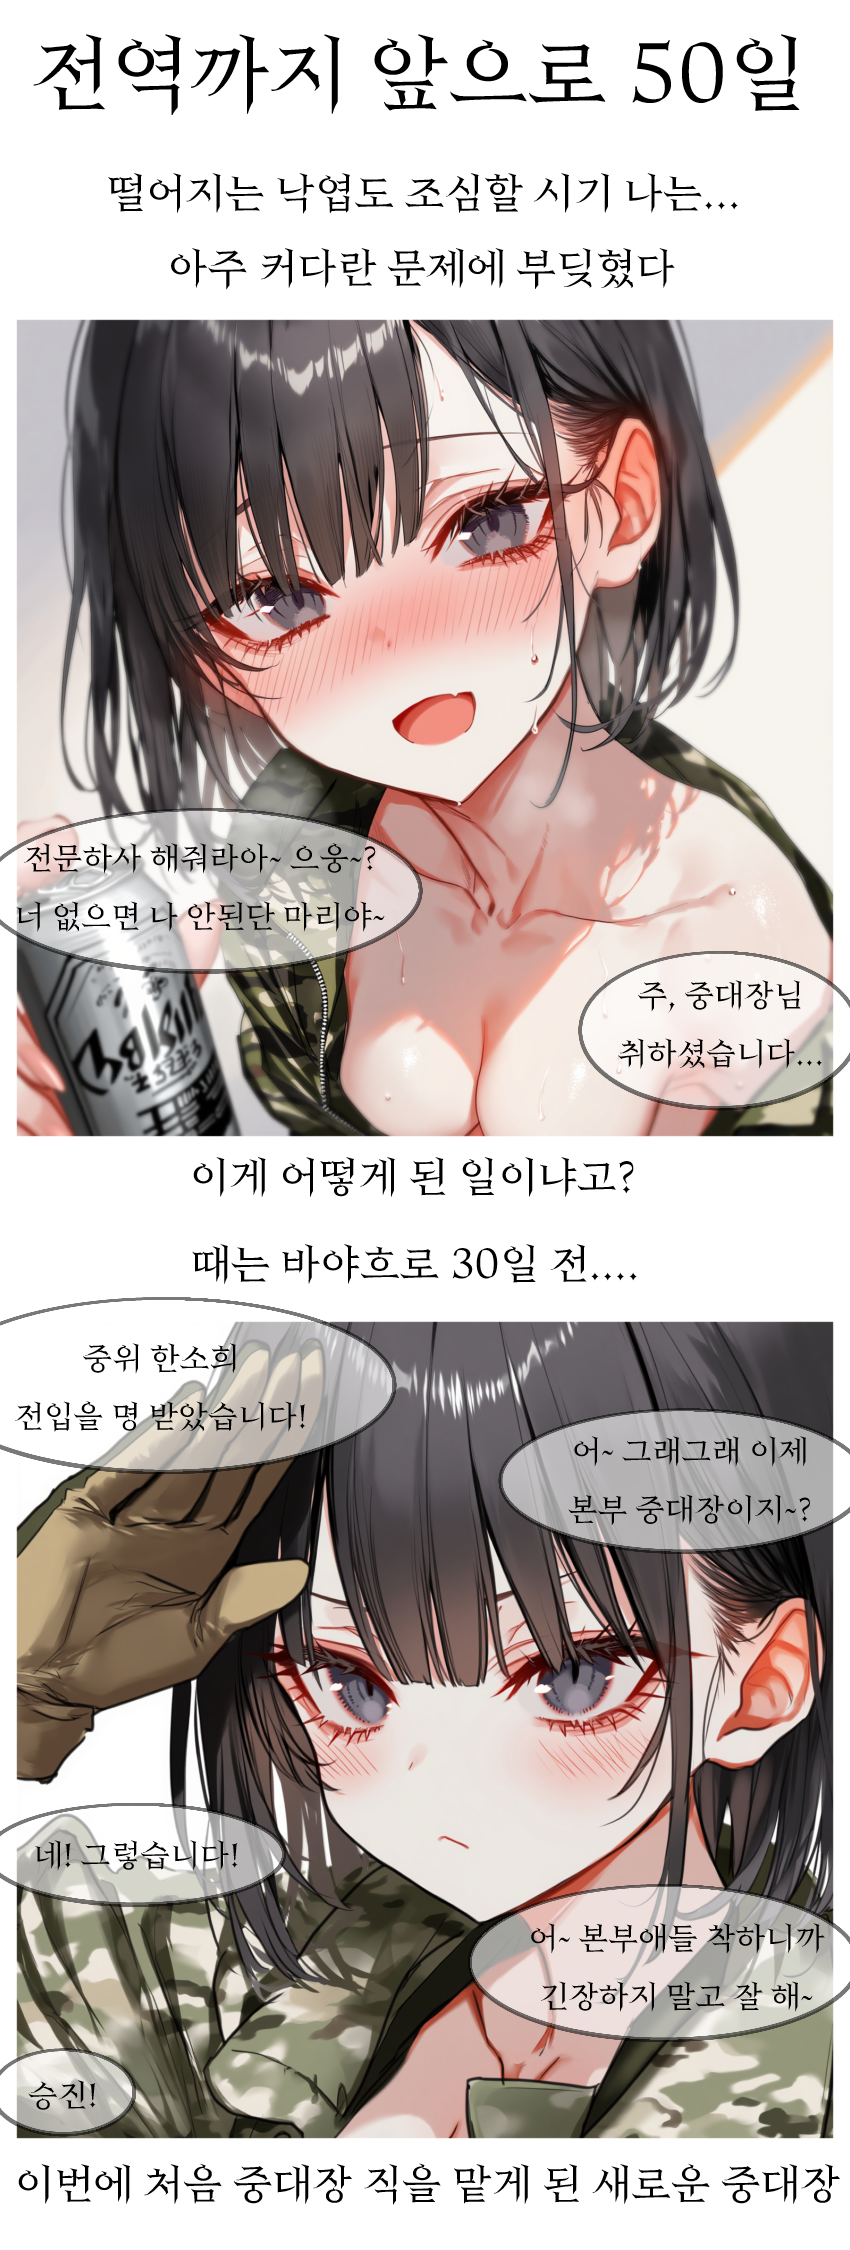 전역까지 앞으로 50일
떨어지는 낙엽도 조심할 시기 나는...
아주 커다란 문제에 부딪혔다
전문하사 해줘라아~ 으웅~?
너 없으면 나 안된단 마리야~
주, 중대장님
취하셨습니다...
이게 어떻게 된 일이냐고?
때는 바야흐로 30일 전....
중위 한소희
전입을 명 받았습니다!
어~ 그래그래 이제
본부 중대장이지~?
네! 그렇습니다!
어~ 본부애들 착하니까
긴장하지 말고 잘 해~
승진!
이번에 처음 중대장 직을 맡게 된 새로운 중대장